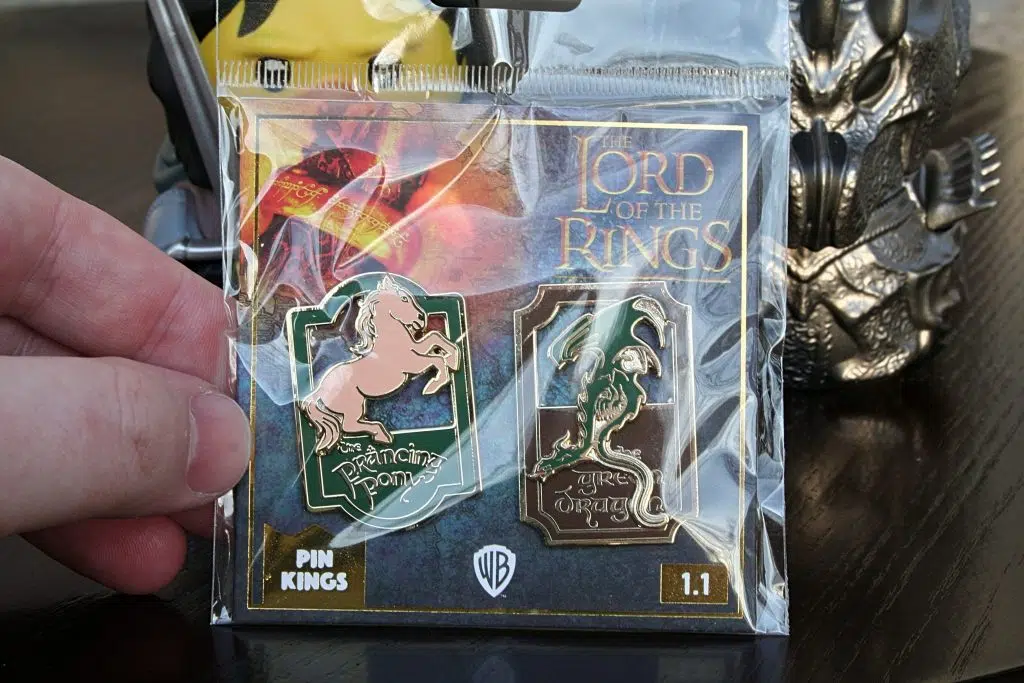 THE
LORD
OF THE
RINGS
THE
PRANCING
PONY
GREEN
DRAGON
PIN
KINGS
WB
1.1